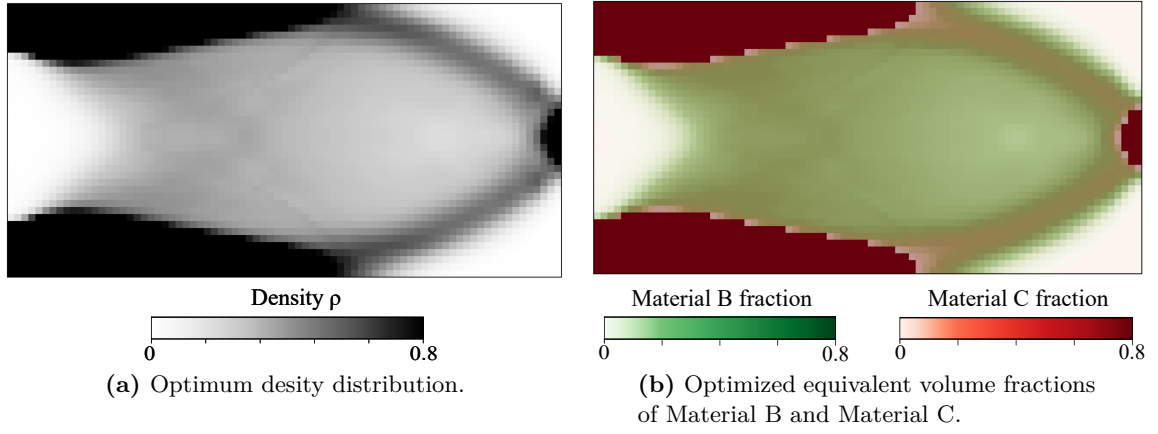 Density ρ
0 0.8
(a) Optimum desity distribution.
Material B fraction
0 0.8
Material C fraction
0 0.8
(b) Optimized equivalent volume fractions
of Material B and Material C.